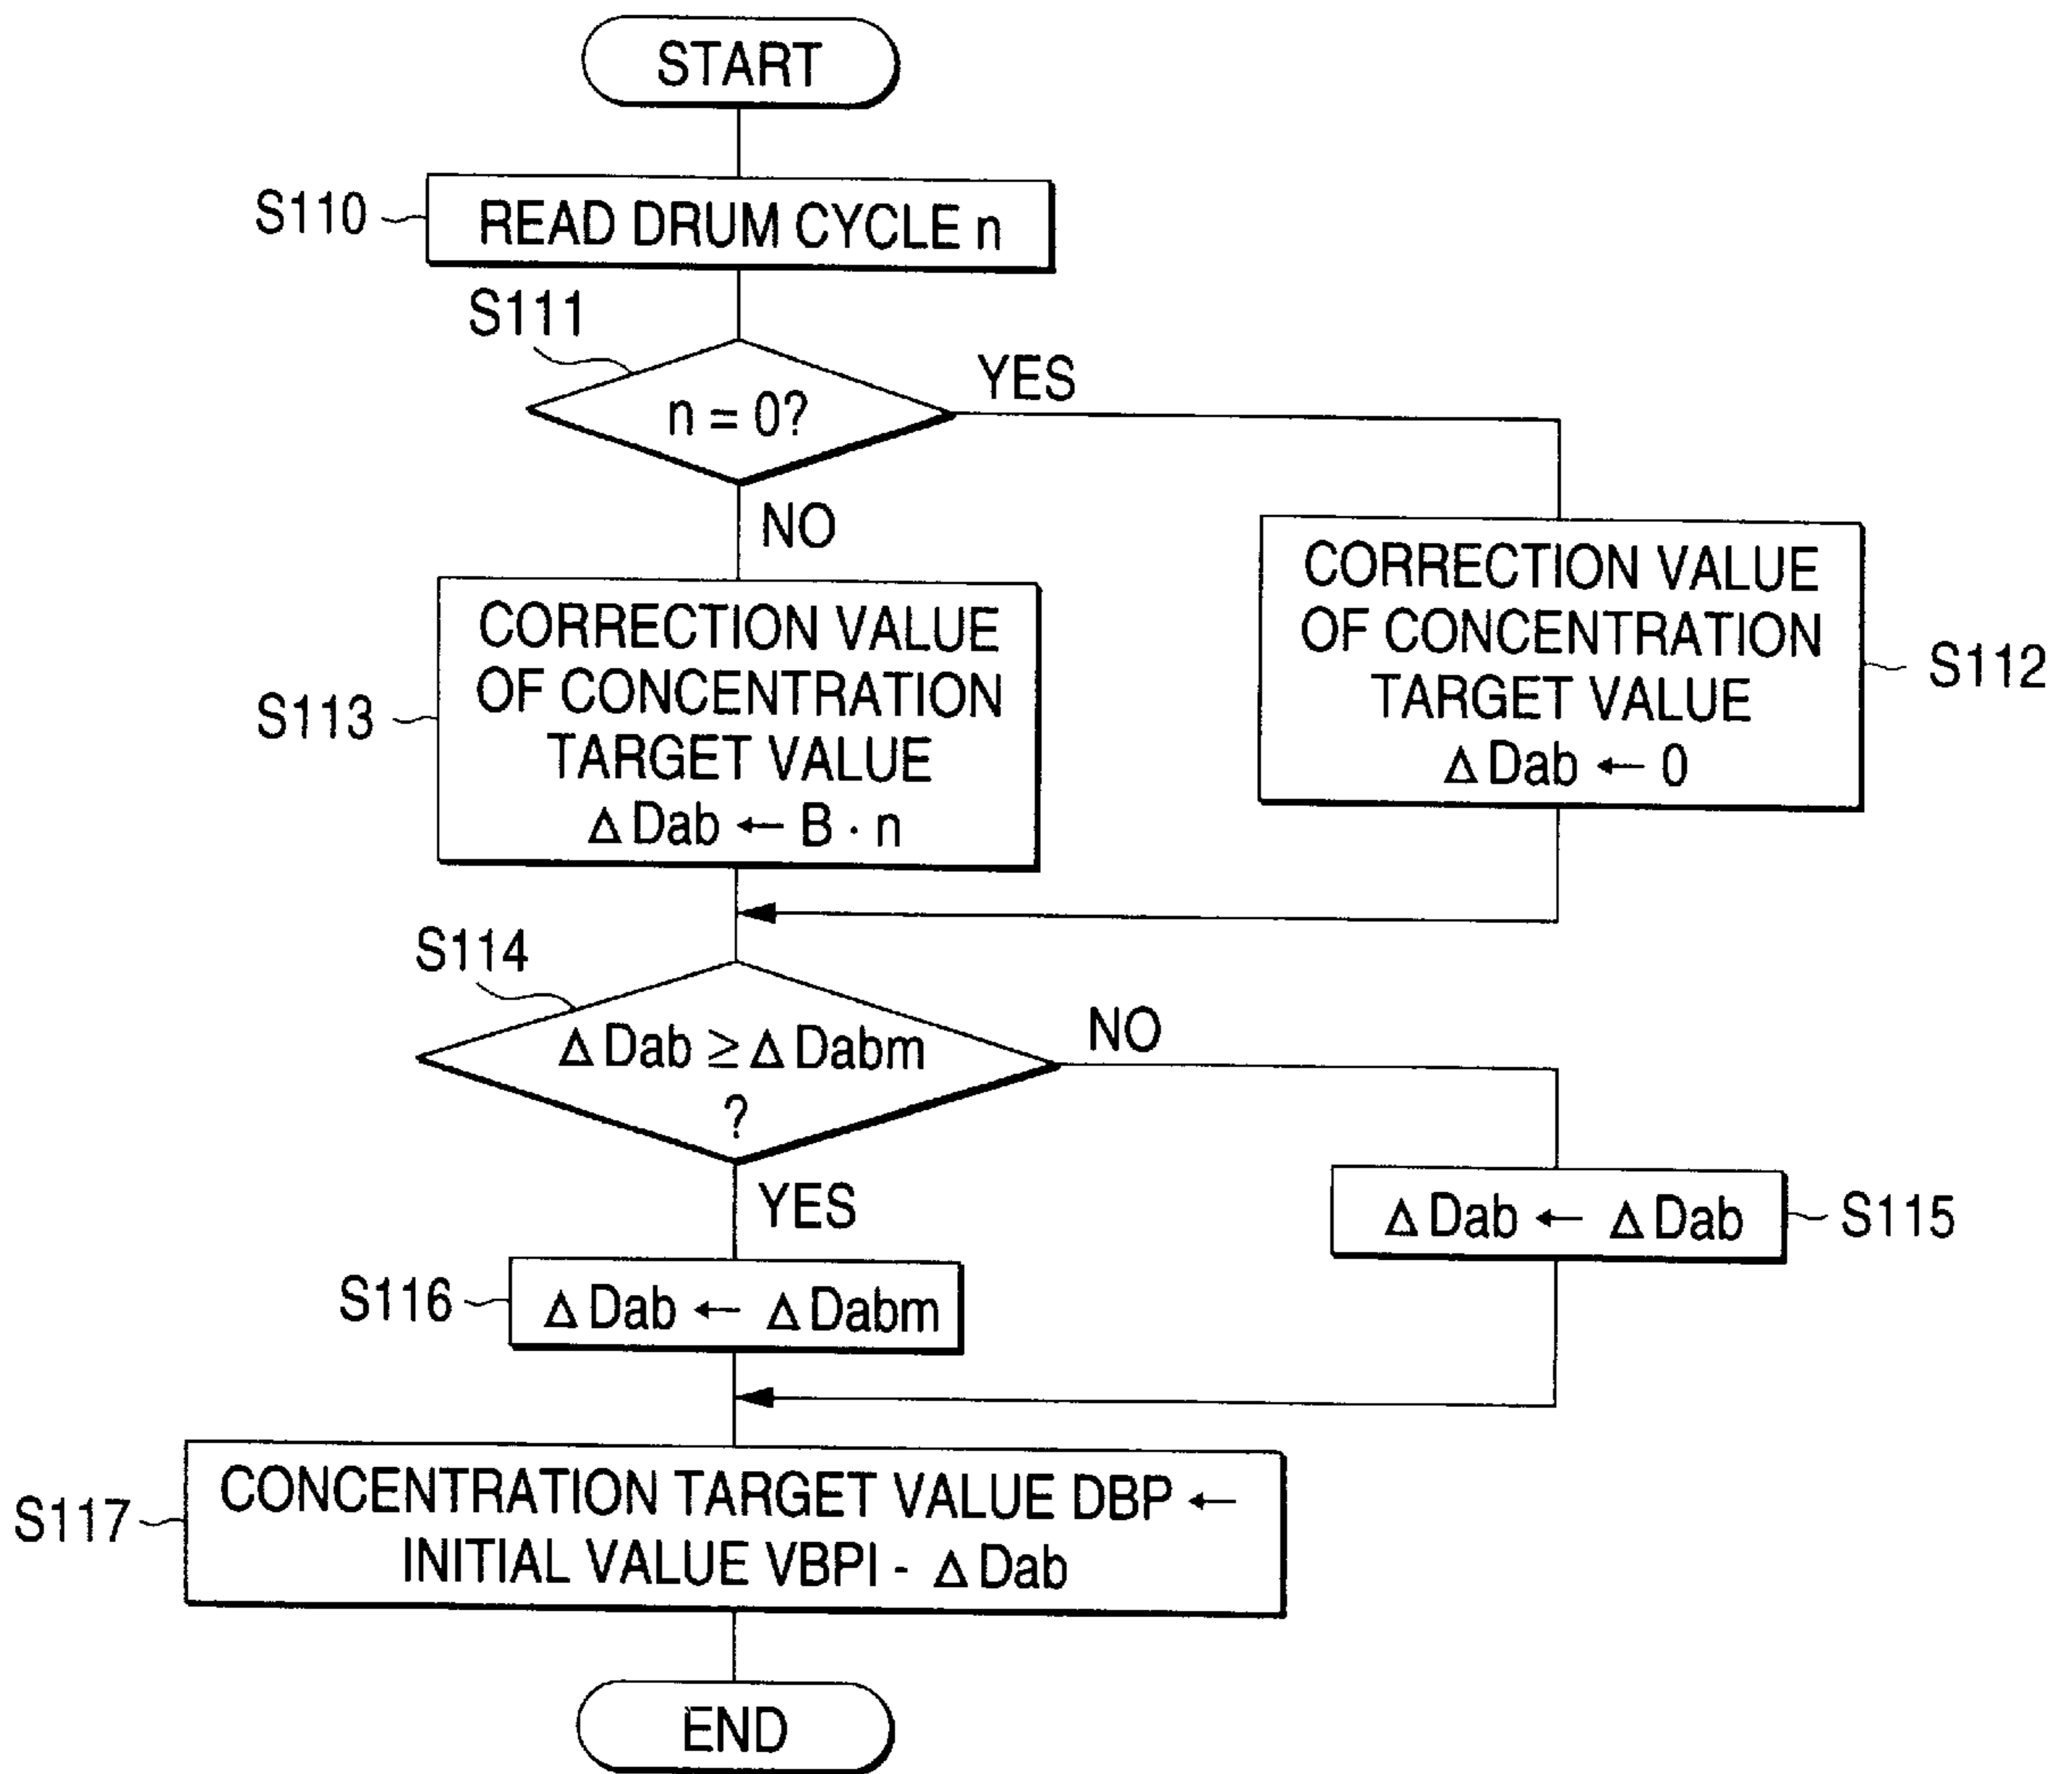 START
S110
READ DRUM CYCLE n
S111
n = 0?
YES
NO
S112
CORRECTION VALUE
OF CONCENTRATION
TARGET VALUE
Δ Dab ← 0
S113
CORRECTION VALUE
OF CONCENTRATION
TARGET VALUE
Δ Dab ← B · n
S114
Δ Dab ≥ Δ Dabm
?
NO
YES
Δ Dab ← Δ Dab
S115
S116
Δ Dab ← Δ Dabm
S117
CONCENTRATION TARGET VALUE DBP ←
INITIAL VALUE VBPI - Δ Dab
END